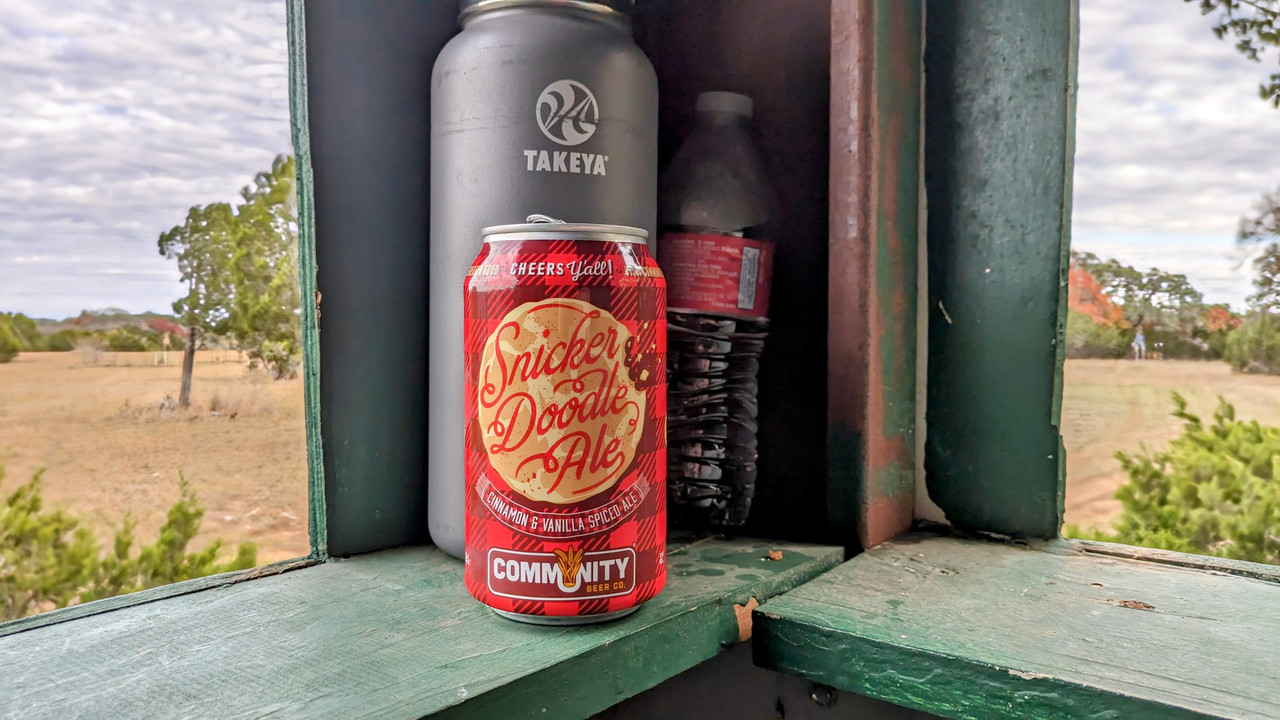 TAKEYA
CHEERS Y'all!
Snicker
Doodle
Ale
CINNAMON & VANILLA SPICED ALE
COMMUNITY
BEER CO.